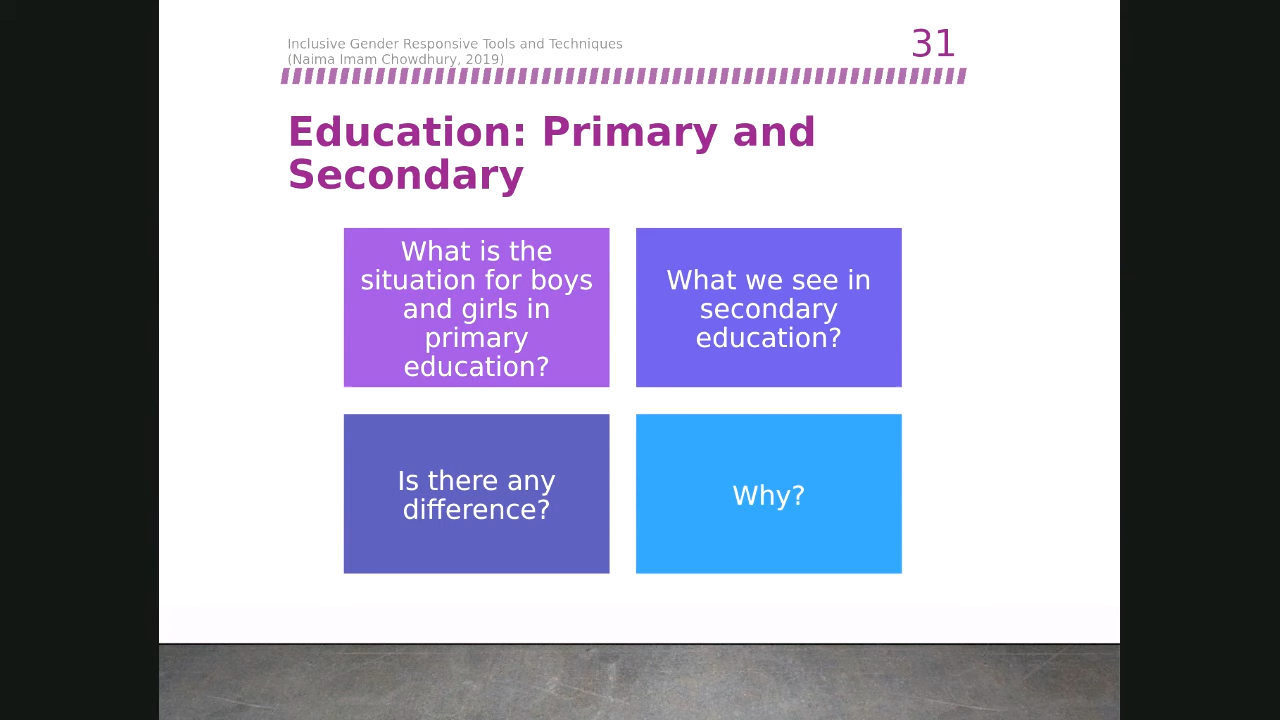 Inclusive Gender Responsive Tools and Techniques
(Naima Imam Chowdhury, 2019)
31
Education: Primary and
Secondary
What is the
situation for boys
and girls in
primary
education?
What we see in
secondary
education?
Is there any
difference?
Why?